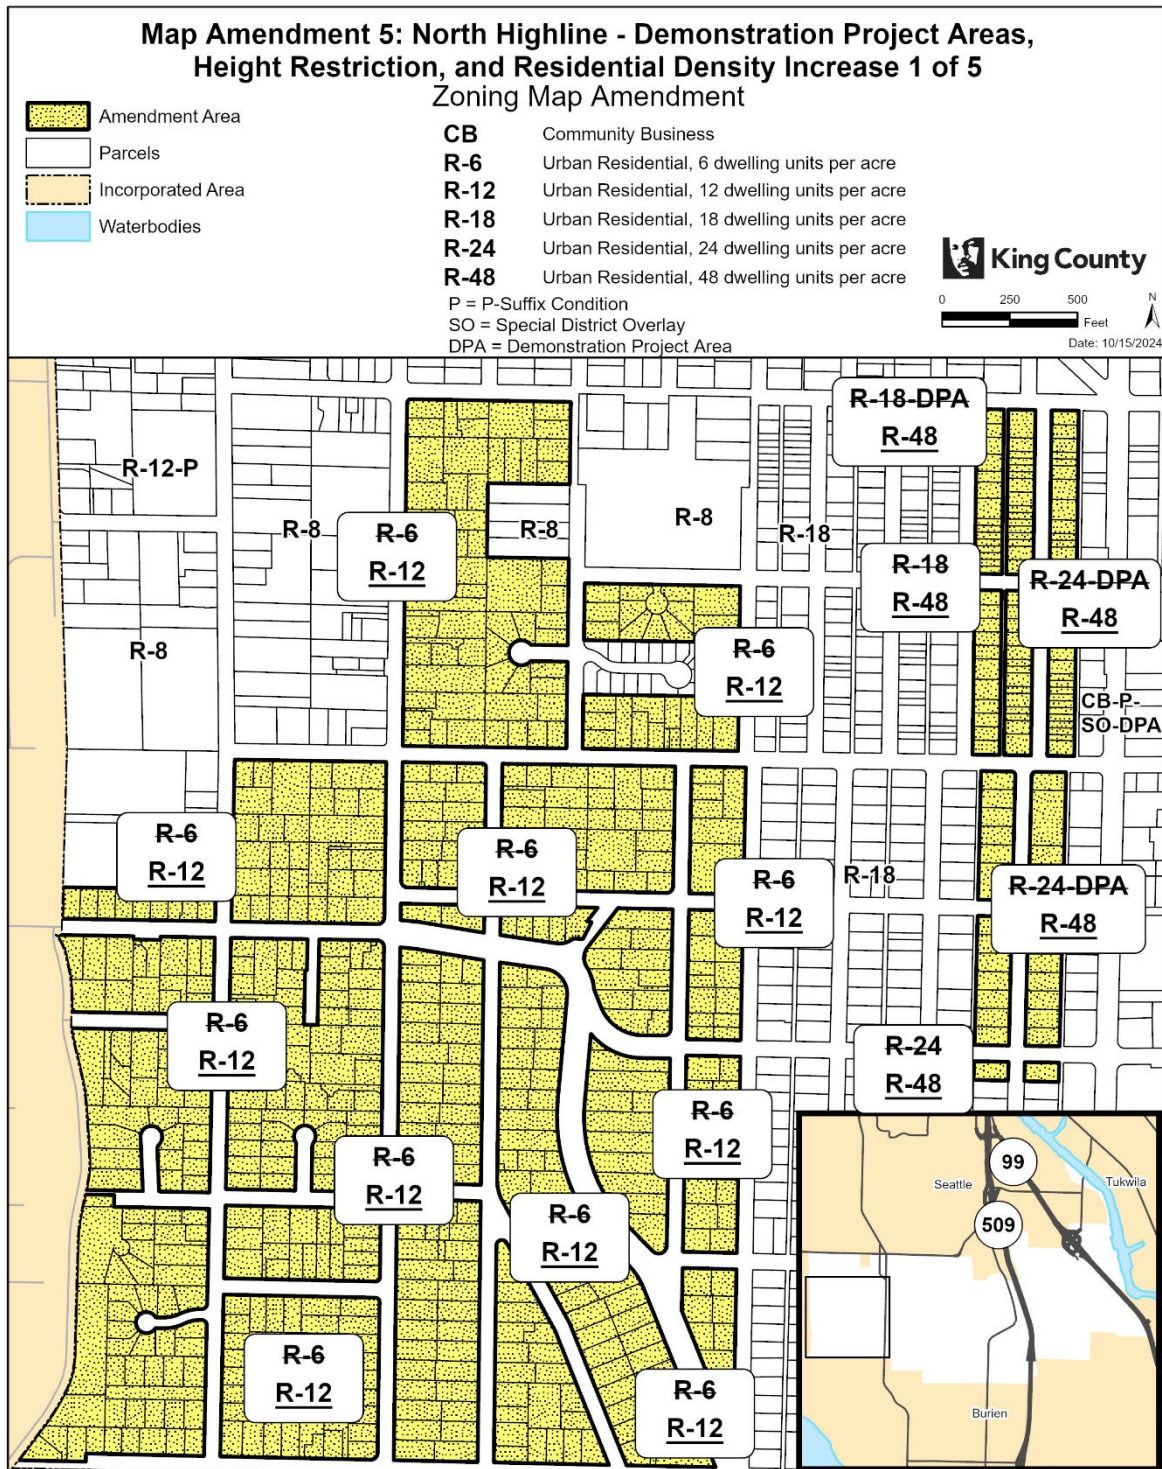 Map Amendment 5: North Highline - Demonstration Project Areas,
Height Restriction, and Residential Density Increase 1 of 5
Zoning Map Amendment
Amendment Area
Parcels
Incorporated Area
Waterbodies
CB Community Business
R-6 Urban Residential, 6 dwelling units per acre
R-12 Urban Residential, 12 dwelling units per acre
R-18 Urban Residential, 18 dwelling units per acre
R-24 Urban Residential, 24 dwelling units per acre
R-48 Urban Residential, 48 dwelling units per acre
P = P-Suffix Condition
SO = Special District Overlay
DPA = Demonstration Project Area
King County
0 250 500
Feet
N
Date: 10/15/2024
R-18-DPA
R-48
R-12-P
R-8
R-6
R-12
R-8
R-8
R-18
R-18
R-48
R-24-DPA
R-48
R-8
R-6
R-12
CB-P-
SO-DPA
R-6
R-12
R-6
R-12
R-6
R-12
R-18
R-24-DPA
R-48
R-6
R-12
R-24
R-48
R-6
R-12
R-6
R-12
R-6
R-12
R-6
R-12
R-6
R-12
99
Seattle
Tukwila
509
Burien